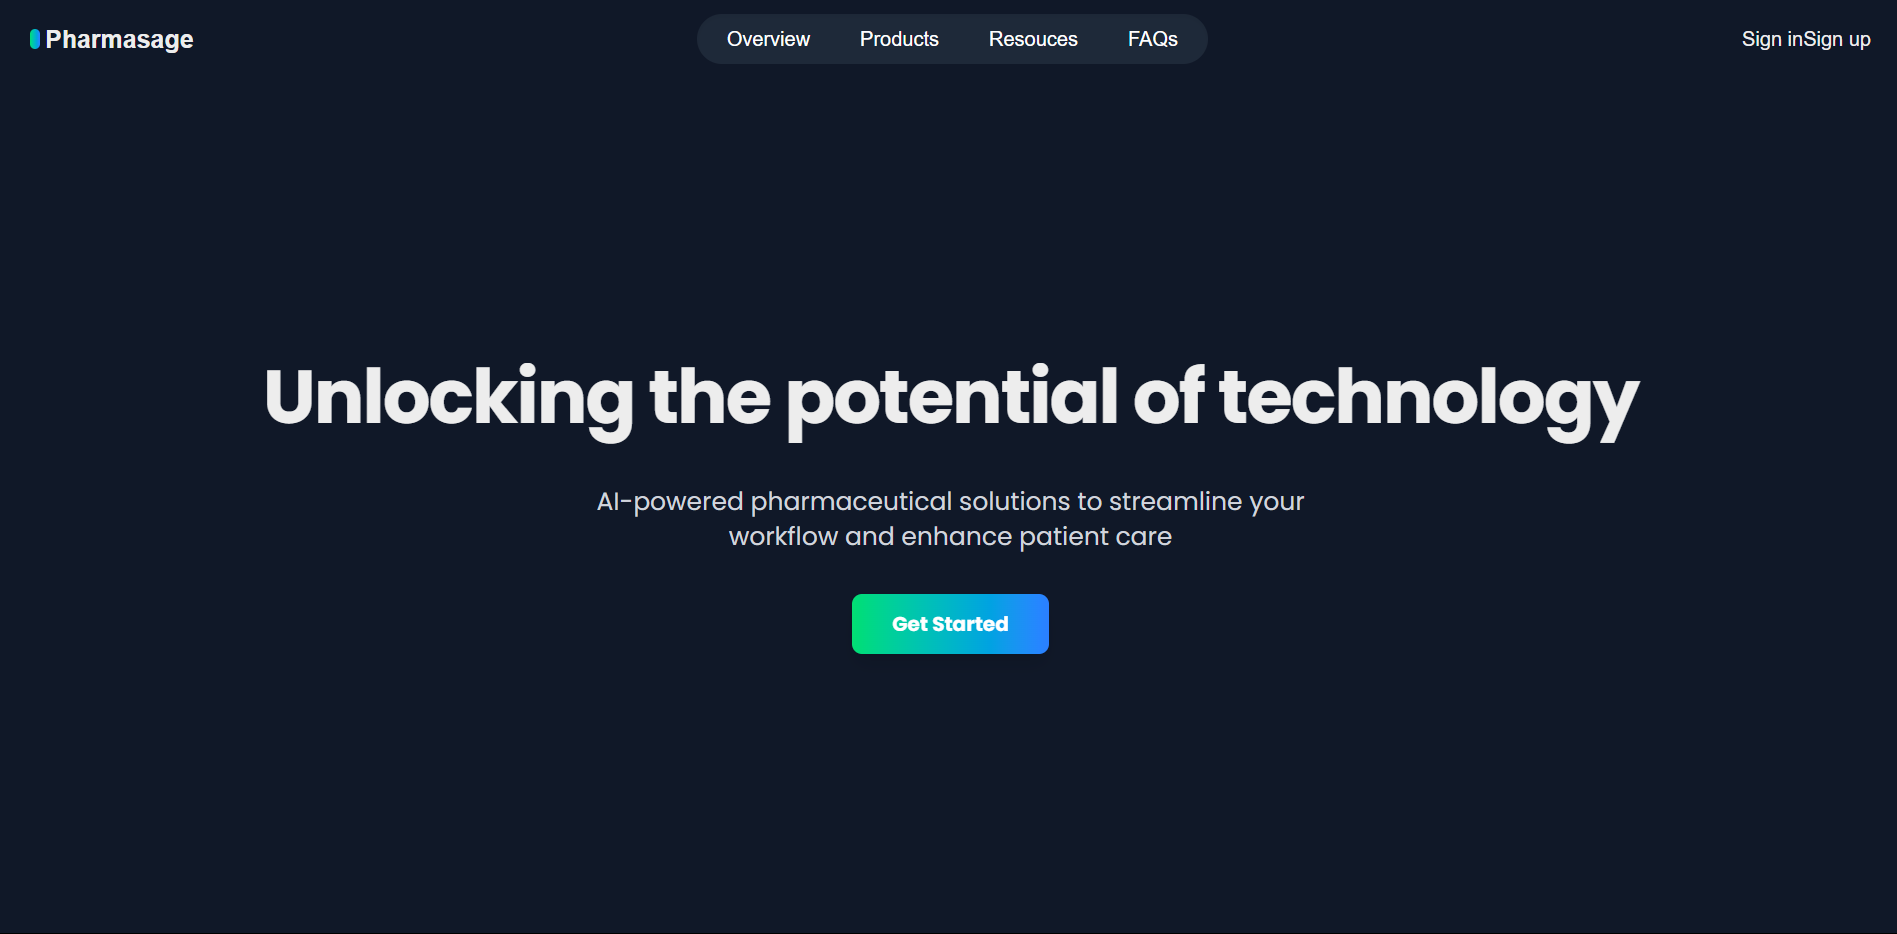 Pharmasage
Overview Products Resouces FAQs
Sign inSign up
Unlocking the potential of technology
AI-powered pharmaceutical solutions to streamline your
workflow and enhance patient care
Get Started